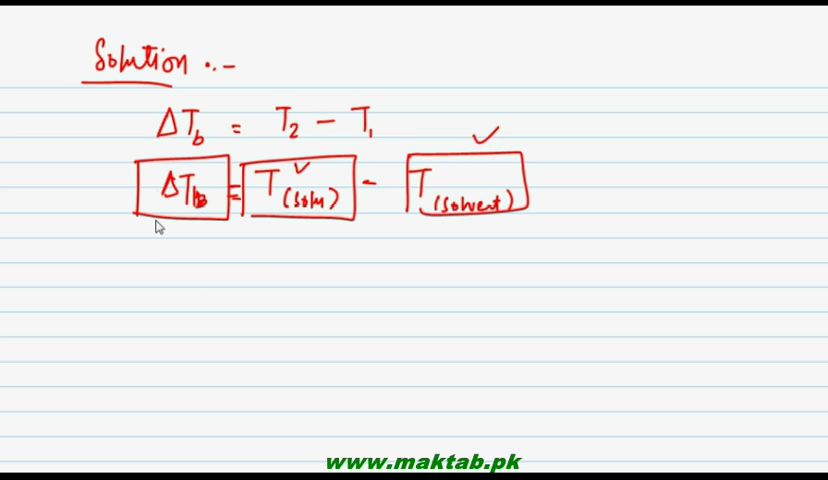 Solution :-
ΔTb = T2 - T1
ΔTb = T(soln) - T(solvent)
www.maktab.pk